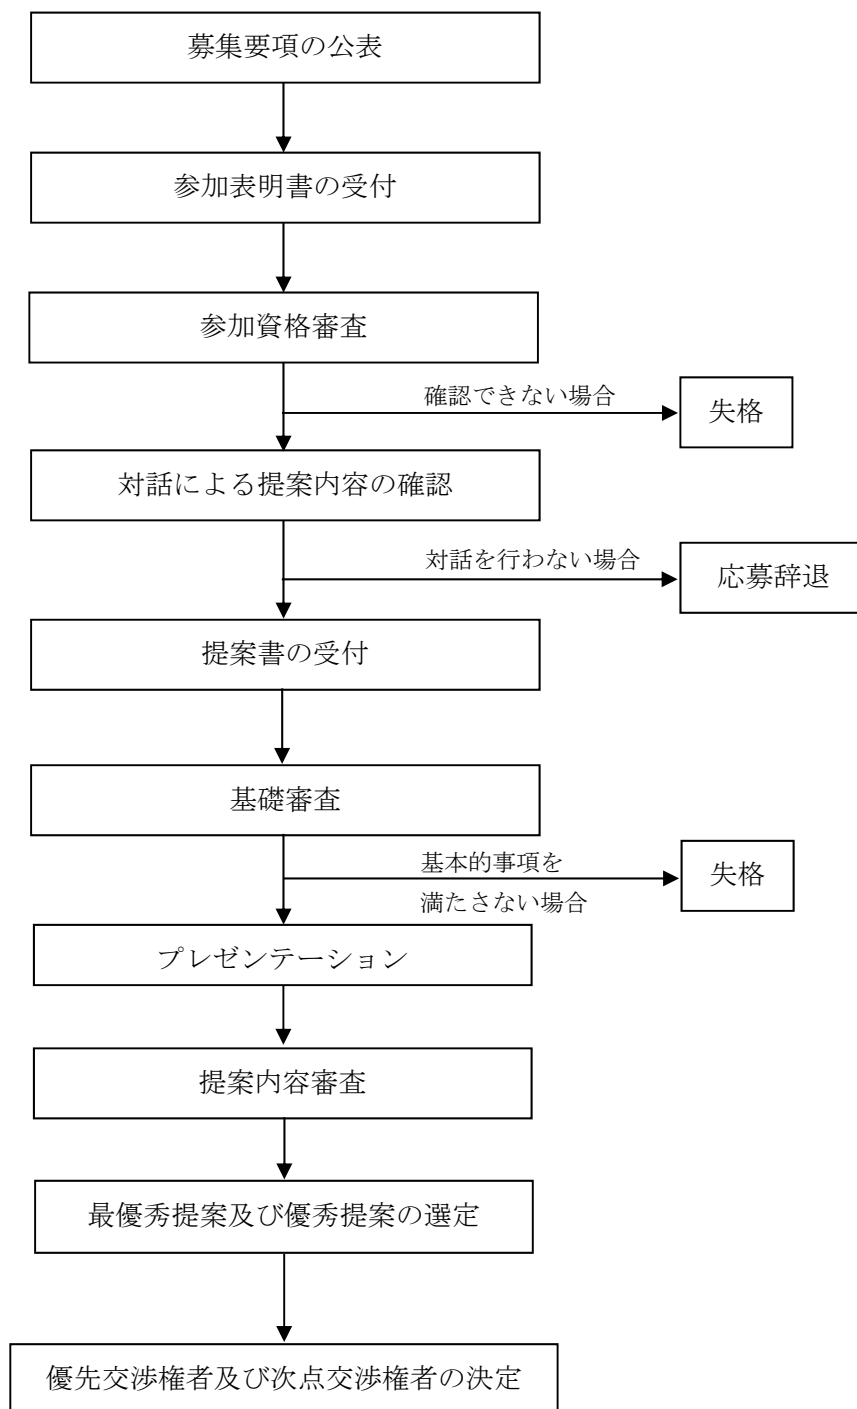 募集要項の公表
参加表明書の受付
参加資格審査
確認できない場合
失格
対話による提案内容の確認
対話を行わない場合
応募辞退
提案書の受付
基礎審査
基本的事項を
満たさない場合
失格
プレゼンテーション
提案内容審査
最優秀提案及び優秀提案の選定
優先交渉権者及び次点交渉権者の決定